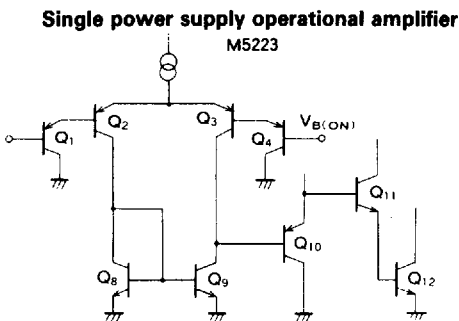 Single power supply operational amplifier
M5223
Q1
Q2
Q3
Q4
VB(ON)
Q11
Q8
Q9
Q10
Q12